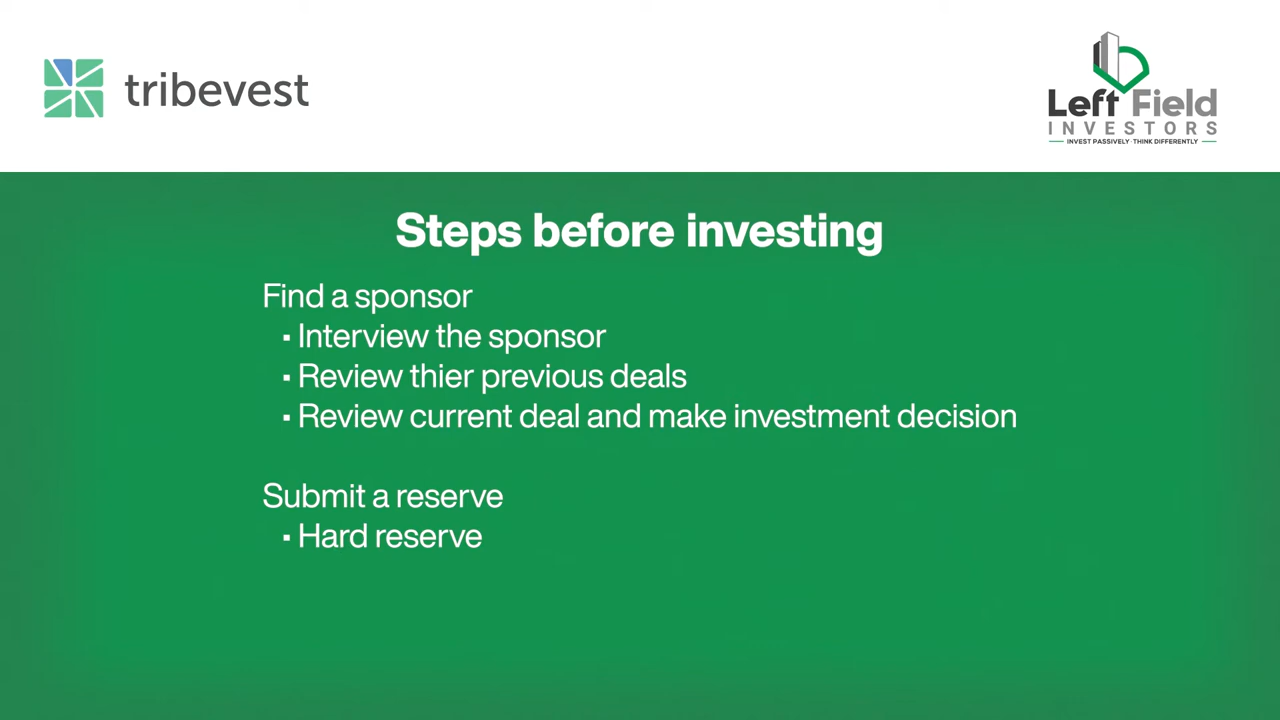 tribevest
Left Field
INVESTORS
INVEST PASSIVELY · THINK DIFFERENTLY
Steps before investing
Find a sponsor
▪ Interview the sponsor
▪ Review thier previous deals
▪ Review current deal and make investment decision
Submit a reserve
▪ Hard reserve